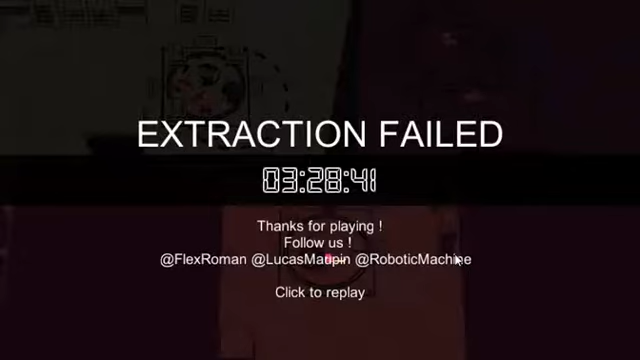 EXTRACTION FAILED
03:28:41
Thanks for playing !
Follow us !
@FlexRoman @LucasMaupin @RoboticMachine
Click to replay